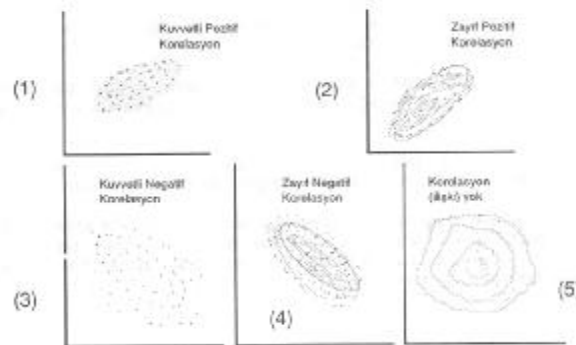 Kuvvetli Pozitif
Korelasyon
(1)
Zayıf Pozitif
Korelasyon
(2)
Kuvvetli Negatif
Korelasyon
(3)
Zayıf Negatif
Korelasyon
(4)
Korelasyon
(ilişki) yok
(5)